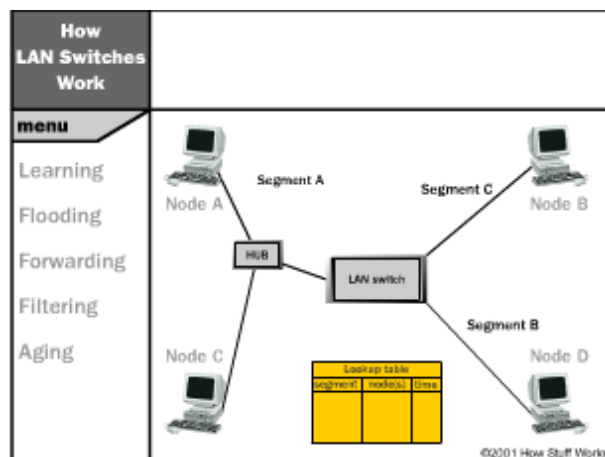 How
LAN Switches
Work
menu
Learning
Flooding
Forwarding
Filtering
Aging
Node A
Segment A
Segment C
Node B
HUB
LAN switch
Segment B
Node C
Node D
Lookup table
segment node(s) time
©2001 How Stuff Works